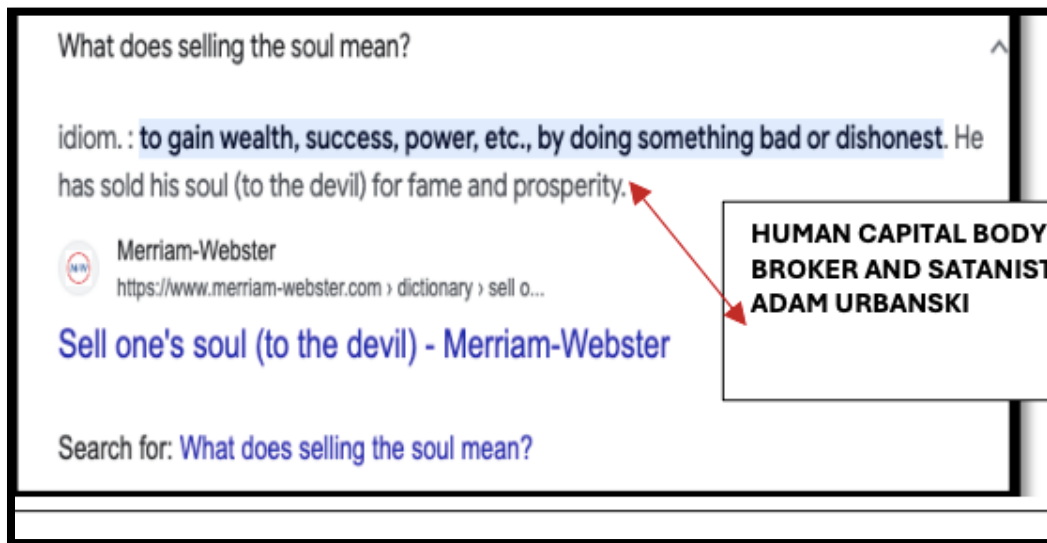 What does selling the soul mean?
idiom. : to gain wealth, success, power, etc., by doing something bad or dishonest. He
has sold his soul (to the devil) for fame and prosperity.
Merriam-Webster
https://www.merriam-webster.com › dictionary › sell o...
Sell one's soul (to the devil) - Merriam-Webster
Search for: What does selling the soul mean?
HUMAN CAPITAL BODY
BROKER AND SATANIST
ADAM URBANSKI